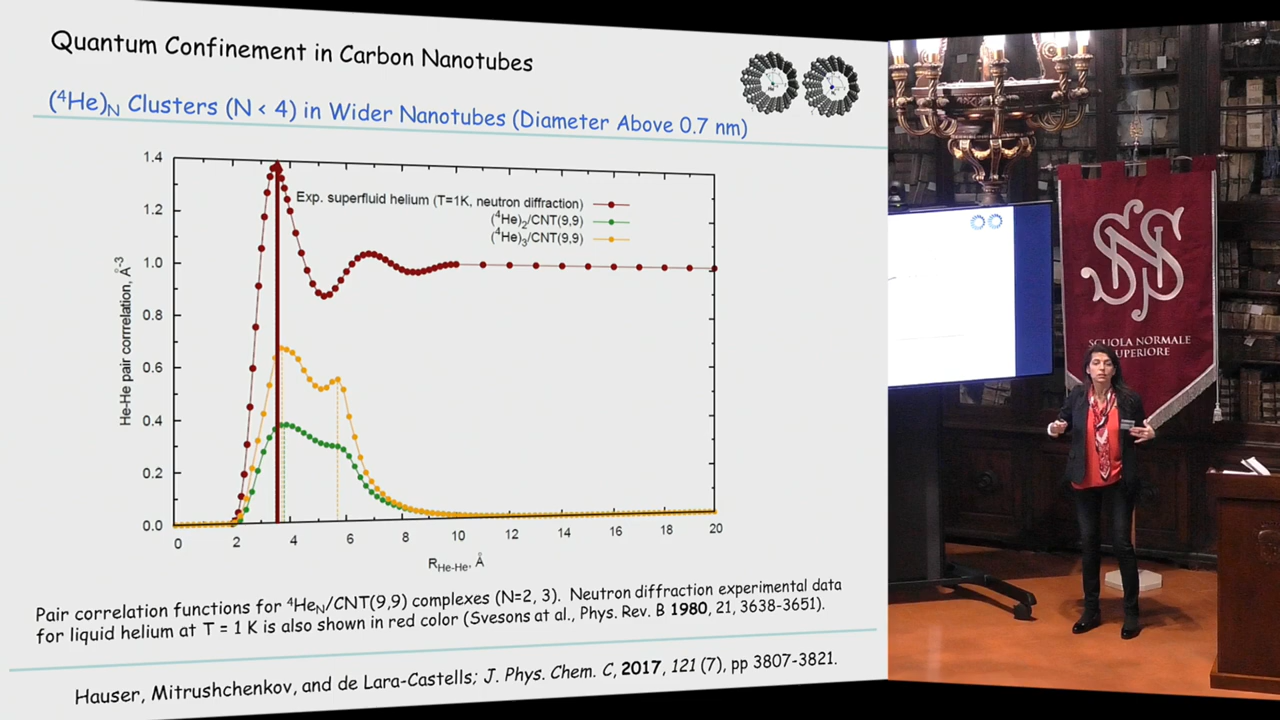 Quantum Confinement in Carbon Nanotubes
(⁴He)N Clusters (N < 4) in Wider Nanotubes (Diameter Above 0.7 nm)
1.4
1.2
1.0
0.8
0.6
0.4
0.2
0.0
He-He pair corrrelation, Å⁻³
Exp. superfluid helium (T=1K, neutron diffraction)
(⁴He)₂/CNT(9,9)
(⁴He)₃/CNT(9,9)
0 2 4 6 8 10 12 14 16 18 20
RHe-He, Å
Pair correlation functions for ⁴HeN/CNT(9,9) complexes (N=2, 3). Neutron diffraction experimental data
for liquid helium at T = 1 K is also shown in red color (Svesons at al., Phys. Rev. B 1980, 21, 3638-3651).
Hauser, Mitrushchenkov, and de Lara-Castells; J. Phys. Chem. C, 2017, 121 (7), pp 3807-3821.
SNS
SCUOLA NORMALE
SUPERIORE